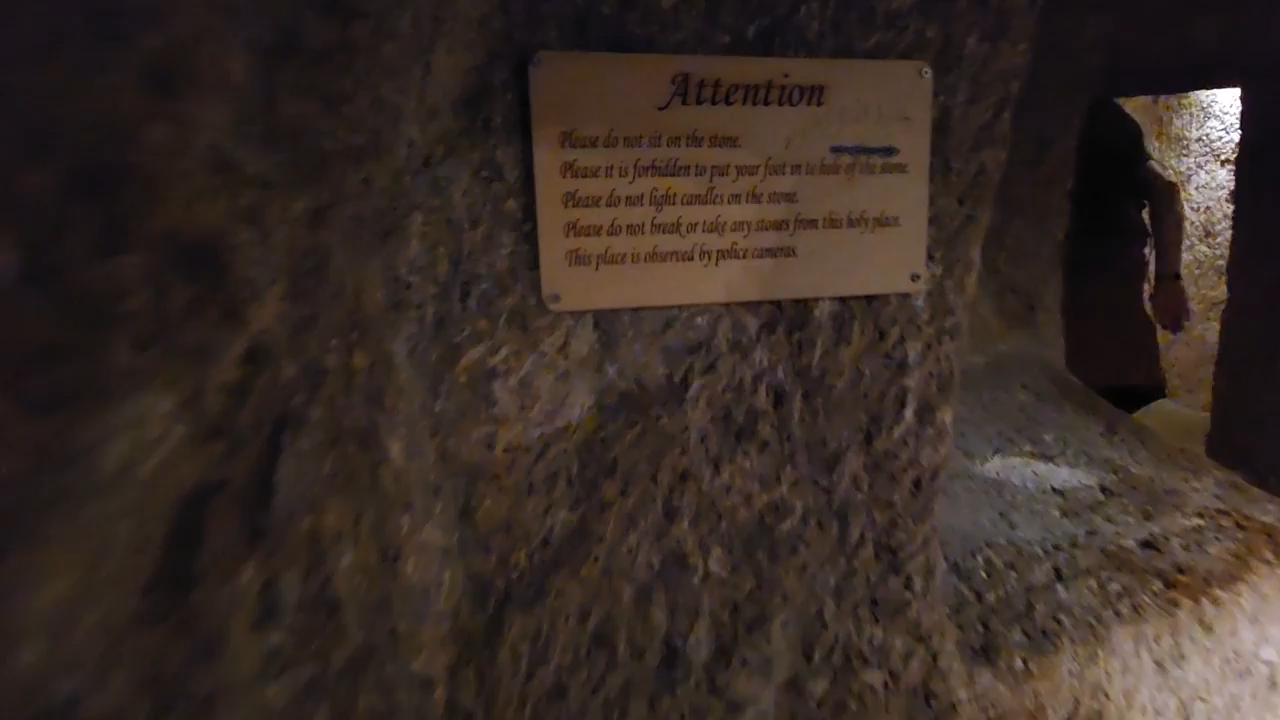 Attention
Please do not sit on the stone.
Please it is forbidden to put your foot in to hole of the stone.
Please do not light candles on the stone.
Please do not break or take any stones from this holy place.
This place is observed by police cameras.